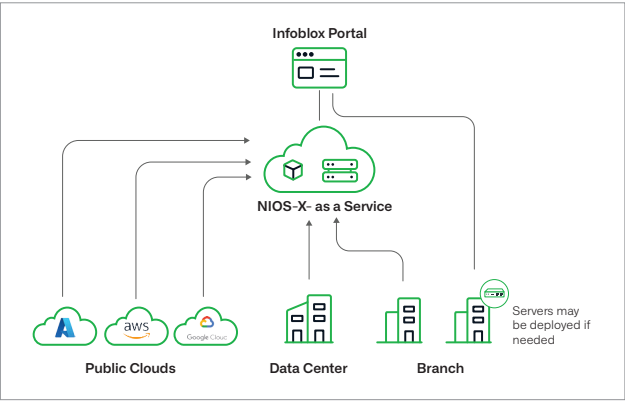 Infoblox Portal
NIOS-X- as a Service
aws
Google Cloud
Servers may
be deployed if
needed
Public Clouds
Data Center
Branch